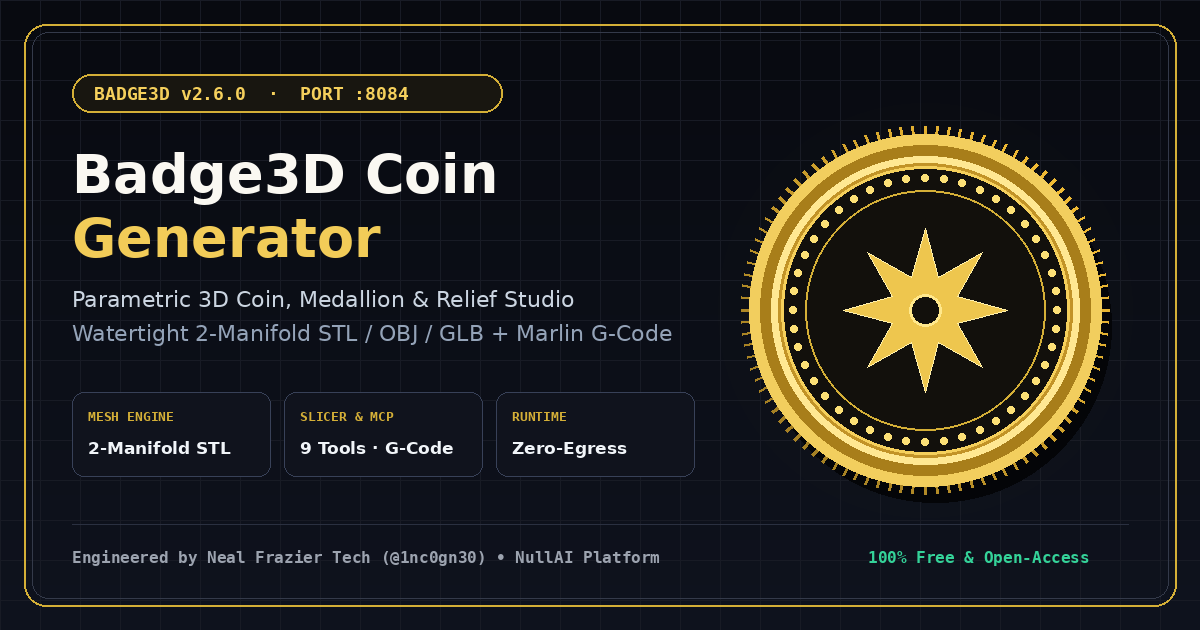 BADGE3D v2.6.0 · PORT :8084
Badge3D Coin
Generator
Parametric 3D Coin, Medallion & Relief Studio
Watertight 2-Manifold STL / OBJ / GLB + Marlin G-Code
MESH ENGINE
2-Manifold STL
SLICER & MCP
9 Tools · G-Code
RUNTIME
Zero-Egress
Engineered by Neal Frazier Tech (@1nc0gn30) • NullAI Platform
100% Free & Open-Access